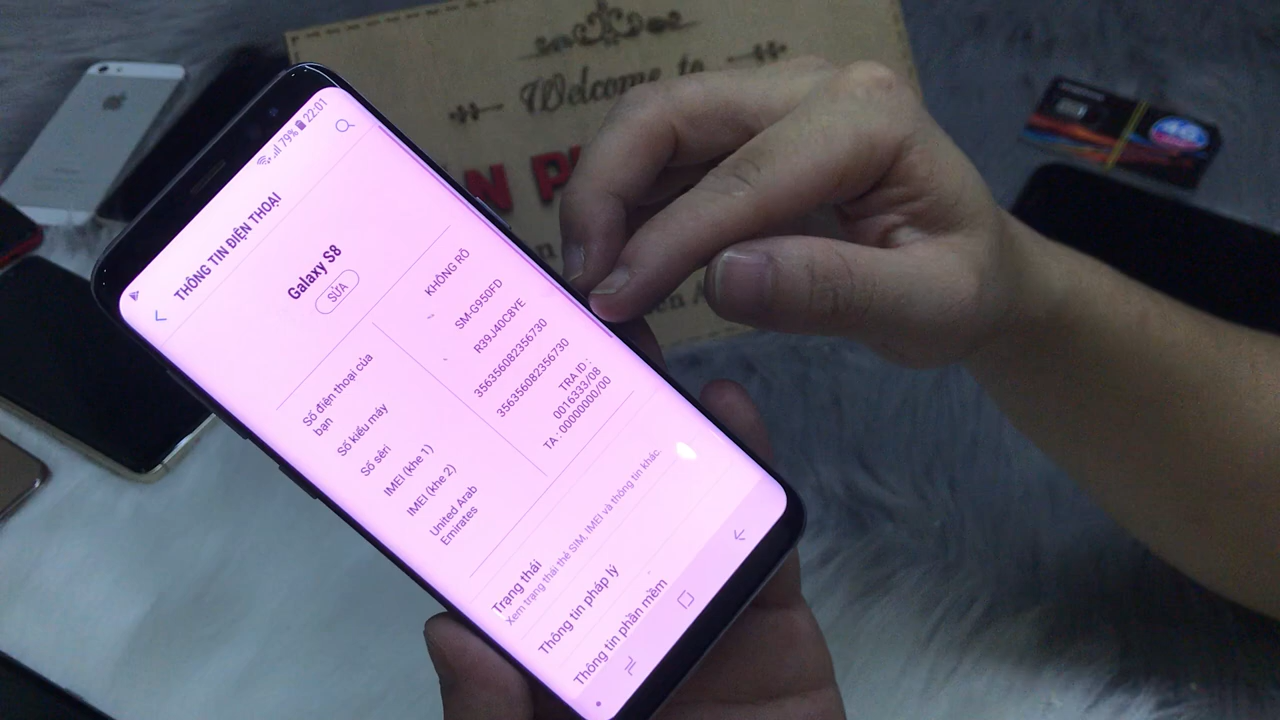 Welcome to
N P
79% 22:01
THÔNG TIN ĐIỆN THOẠI
Galaxy S8
SỬA
Số điện thoại của
bạn
KHÔNG RÕ
Số kiểu máy
SM-G950FD
Số sêri
R39J40C8YE
IMEI (khe 1)
356356082356730
IMEI (khe 2)
356356082356730
United Arab
Emirates
TRA ID :
0016333/08
TA : 00000000/00
Trạng thái
Xem trạng thái thẻ SIM, IMEI và thông tin khác.
Thông tin pháp lý
Thông tin phần mềm
4G